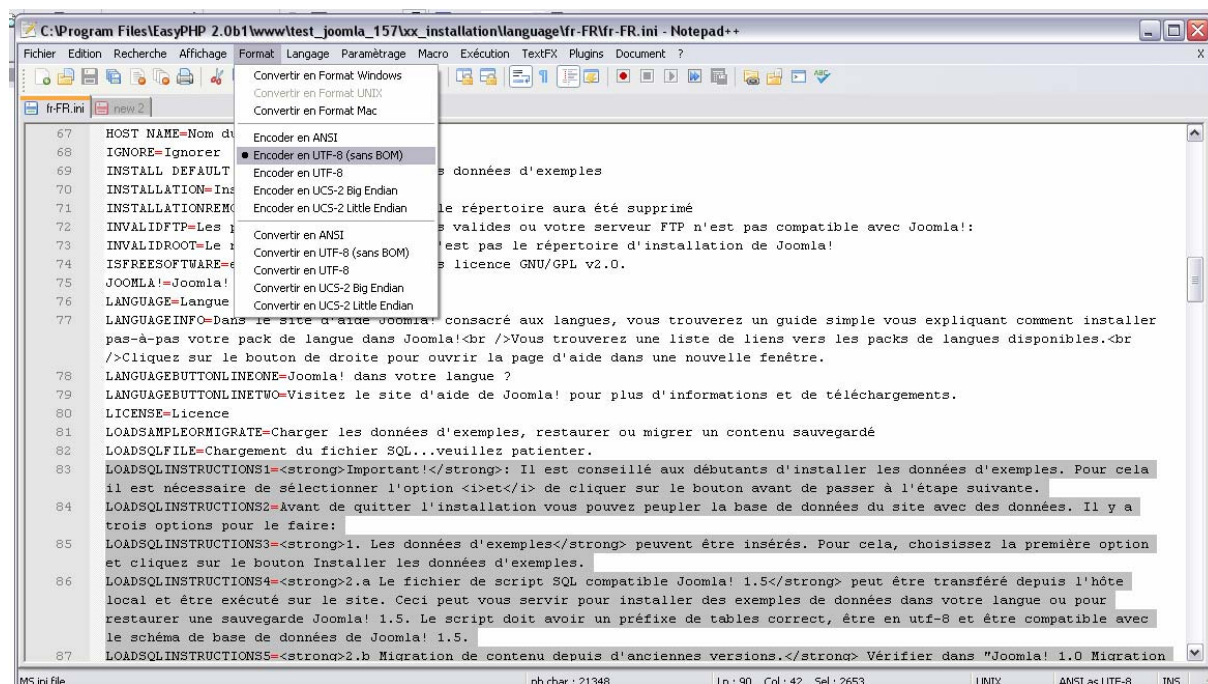 C:\Program Files\EasyPHP 2.0b1\www\test_joomla_157\xx_installation\language\fr-FR\fr-FR.ini - Notepad++
Fichier Edition Recherche Affichage Format Langage Paramètrage Macro Exécution TextFX Plugins Document ? X
Convertir en Format Windows
Convertir en Format UNIX
Convertir en Format Mac
Encoder en ANSI
Encoder en UTF-8 (sans BOM)
Encoder en UTF-8
Encoder en UCS-2 Big Endian
Encoder en UCS-2 Little Endian
Convertir en ANSI
Convertir en UTF-8 (sans BOM)
Convertir en UTF-8
Convertir en UCS-2 Big Endian
Convertir en UCS-2 Little Endian
fr-FR.ini new 2
67 HOST NAME=Nom
68 IGNORE=Ignorer
69 INSTALL DEFAULT données d'exemples
70 INSTALLATION=
71 le répertoire aura été supprimé
72 INVALIDFTP=Les valides ou votre serveur FTP n'est pas compatible avec Joomla!:
73 INVALIDROOT=Le n'est pas le répertoire d'installation de Joomla!
74 ISFREESOFTWARE= licence GNU/GPL v2.0.
75 JOOMLA!=Joomla!
76 LANGUAGE=Langue
77 LANGUAGEINFO=Dans le site d'aide Joomla! consacré aux langues, vous trouverez un guide simple vous expliquant comment installer
pas-à-pas votre pack de langue dans Joomla!<br />Vous trouverez une liste de liens vers les packs de langues disponibles.<br
/>Cliquez sur le bouton de droite pour ouvrir la page d'aide dans une nouvelle fenêtre.
78 LANGUAGEBUTTONLINEONE=Joomla! dans votre langue ?
79 LANGUAGEBUTTONLINETWO=Visitez le site d'aide de Joomla! pour plus d'informations et de téléchargements.
80 LICENSE=Licence
81 LOADSAMPLEORMIGRATE=Charger les données d'exemples, restaurer ou migrer un contenu sauvegardé
82 LOADSQLFILE=Chargement du fichier SQL...veuillez patienter.
83 LOADSQLINSTRUCTIONS1=<strong>Important!</strong>: Il est conseillé aux débutants d'installer les données d'exemples. Pour cela
il est nécessaire de sélectionner l'option <i>et</i> de cliquer sur le bouton avant de passer à l'étape suivante.
84 LOADSQLINSTRUCTIONS2=Avant de quitter l'installation vous pouvez peupler la base de données du site avec des données. Il y a
trois options pour le faire:
85 LOADSQLINSTRUCTIONS3=<strong>1. Les données d'exemples</strong> peuvent être insérés. Pour cela, choisissez la première option
et cliquez sur le bouton Installer les données d'exemples.
86 LOADSQLINSTRUCTIONS4=<strong>2.a Le fichier de script SQL compatible Joomla! 1.5</strong> peut être transféré depuis l'hôte
local et être exécuté sur le site. Ceci peut vous servir pour installer des exemples de données dans votre langue ou pour
restaurer une sauvegarde Joomla! 1.5. Le script doit avoir un préfixe de tables correct, être en utf-8 et être compatible avec
le schéma de base de données de Joomla! 1.5.
87 LOADSQLINSTRUCTIONS5=<strong>2.b Migration de contenu depuis d'anciennes versions.</strong> Vérifier dans "Joomla! 1.0 Migration
MS ini file nb char : 21348 Ln : 90 Col : 42 Sel : 2653 UNIX ANSI as UTF-8 INS